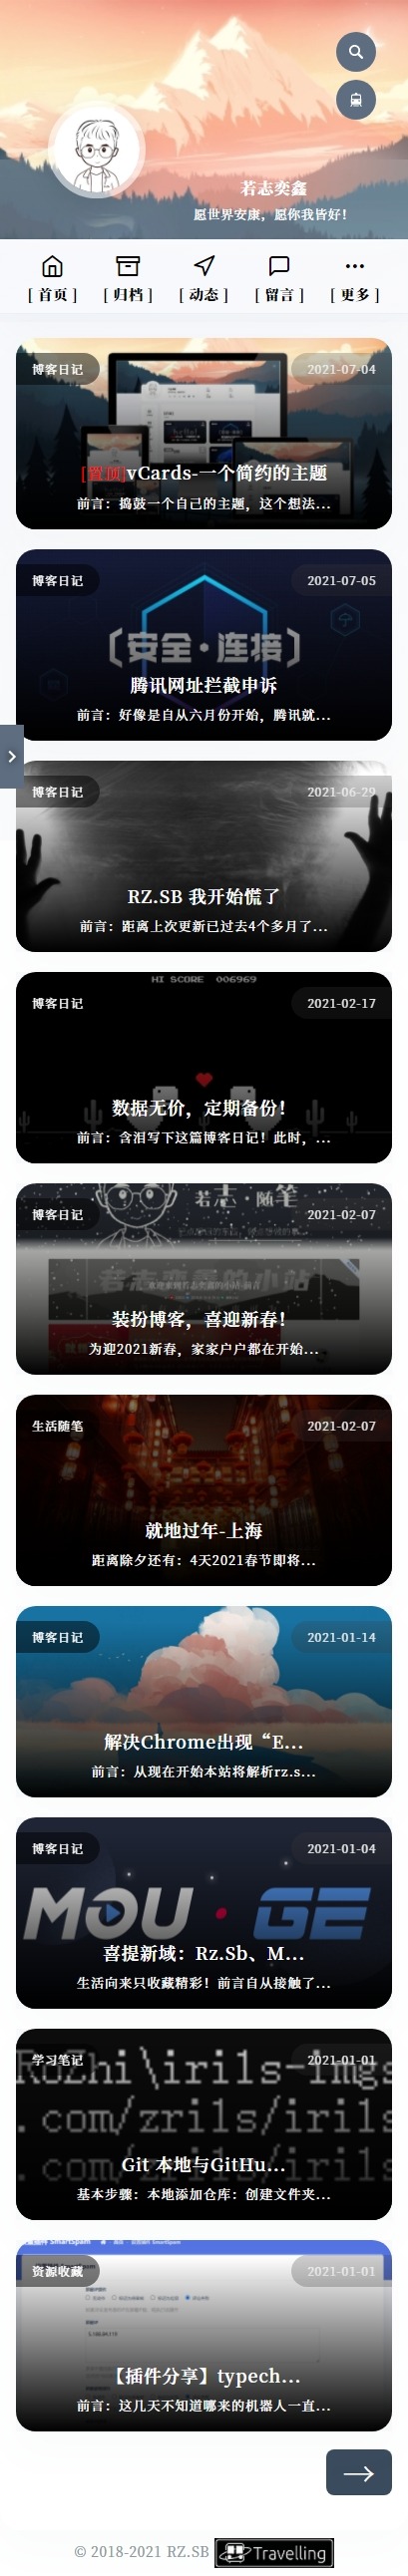 若志奕鑫
愿世界安康，愿你我皆好！
[ 首页 ] [ 归档 ] [ 动态 ] [ 留言 ] [ 更多 ]
博客日记 2021-07-04
[置顶]vCards-一个简约的主题
前言：捣鼓一个自己的主题，这个想法...
博客日记 2021-07-05
〔安全·连接〕
腾讯网址拦截申诉
前言：好像是自从六月份开始，腾讯就...
博客日记 2021-06-29
RZ.SB 我开始慌了
前言：距离上次更新已过去4个多月了...
HI SCORE 006969
博客日记 2021-02-17
数据无价，定期备份！
前言：含泪写下这篇博客日记！此时，...
若志·随笔
博客日记 2021-02-07
装扮博客，喜迎新春！
为迎2021新春，家家户户都在开始...
生活随笔 2021-02-07
就地过年-上海
距离除夕还有：4天2021春节即将...
博客日记 2021-01-14
解决Chrome出现“E...
前言：从现在开始本站将解析rz.s...
博客日记 2021-01-04
MOU · GE
喜提新域：Rz.Sb、M...
生活向来只收藏精彩！前言自从接触了...
RoZhi\irils-imgs
学习笔记 2021-01-01
.com/zrils/irils
Git 本地与GitHu...
基本步骤：本地添加仓库：创建文件夹...
资源收藏 2021-01-01
【插件分享】typech...
前言：这几天不知道哪来的机器人一直...
© 2018-2021 RZ.SB Travelling